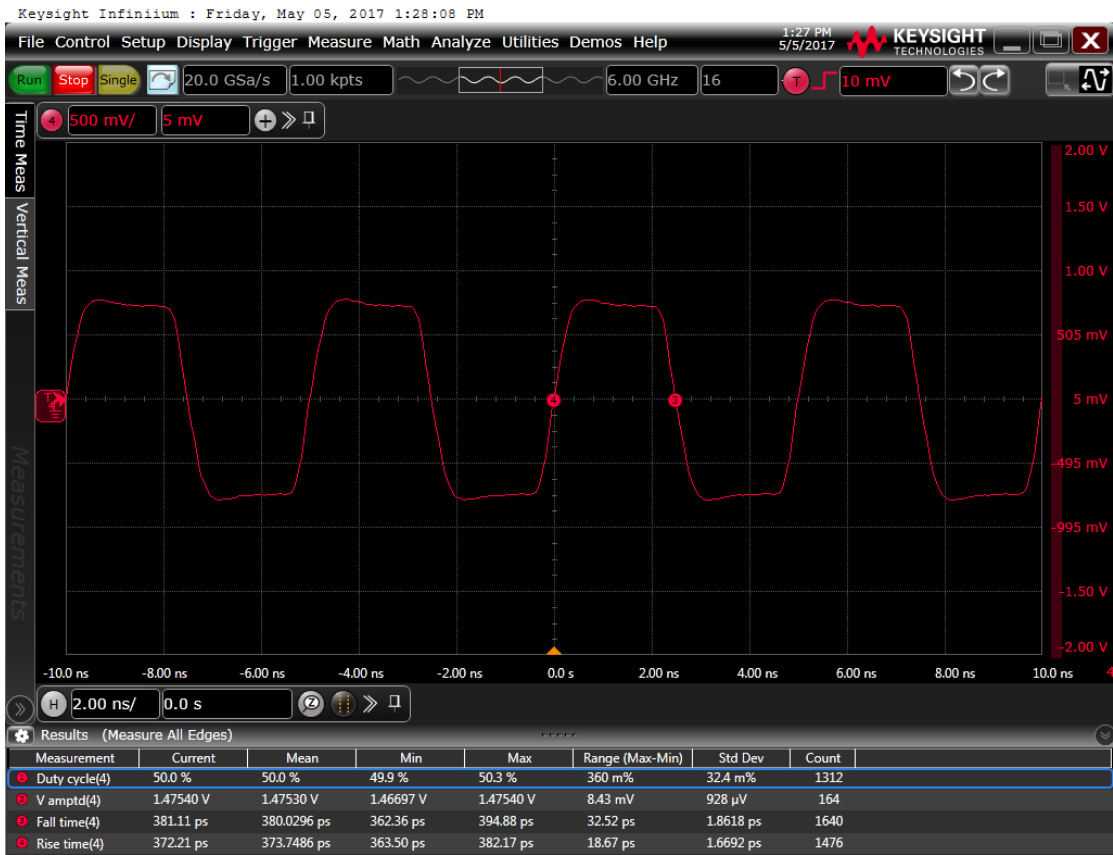 Keysight Infiniium : Friday, May 05, 2017 1:28:08 PM
File Control Setup Display Trigger Measure Math Analyze Utilities Demos Help 1:27 PM 5/5/2017 KEYSIGHT TECHNOLOGIES X
Run Stop Single 20.0 GSa/s 1.00 kpts 6.00 GHz 16 T 10 mV
4 500 mV/ 5 mV
Time Meas
Vertical Meas
Measurements
2.00 V
1.50 V
1.00 V
505 mV
T 4 3 5 mV
-495 mV
-995 mV
-1.50 V
-2.00 V
-10.0 ns -8.00 ns -6.00 ns -4.00 ns -2.00 ns 0.0 s 2.00 ns 4.00 ns 6.00 ns 8.00 ns 10.0 ns 4
H 2.00 ns/ 0.0 s Z
Results (Measure All Edges)
Measurement Current Mean Min Max Range (Max-Min) Std Dev Count
1 Duty cycle(4) 50.0 % 50.0 % 49.9 % 50.3 % 360 m% 32.4 m% 1312
2 V amptd(4) 1.47540 V 1.47530 V 1.46697 V 1.47540 V 8.43 mV 928 µV 164
3 Fall time(4) 381.11 ps 380.0296 ps 362.36 ps 394.88 ps 32.52 ps 1.8618 ps 1640
4 Rise time(4) 372.21 ps 373.7486 ps 363.50 ps 382.17 ps 18.67 ps 1.6692 ps 1476